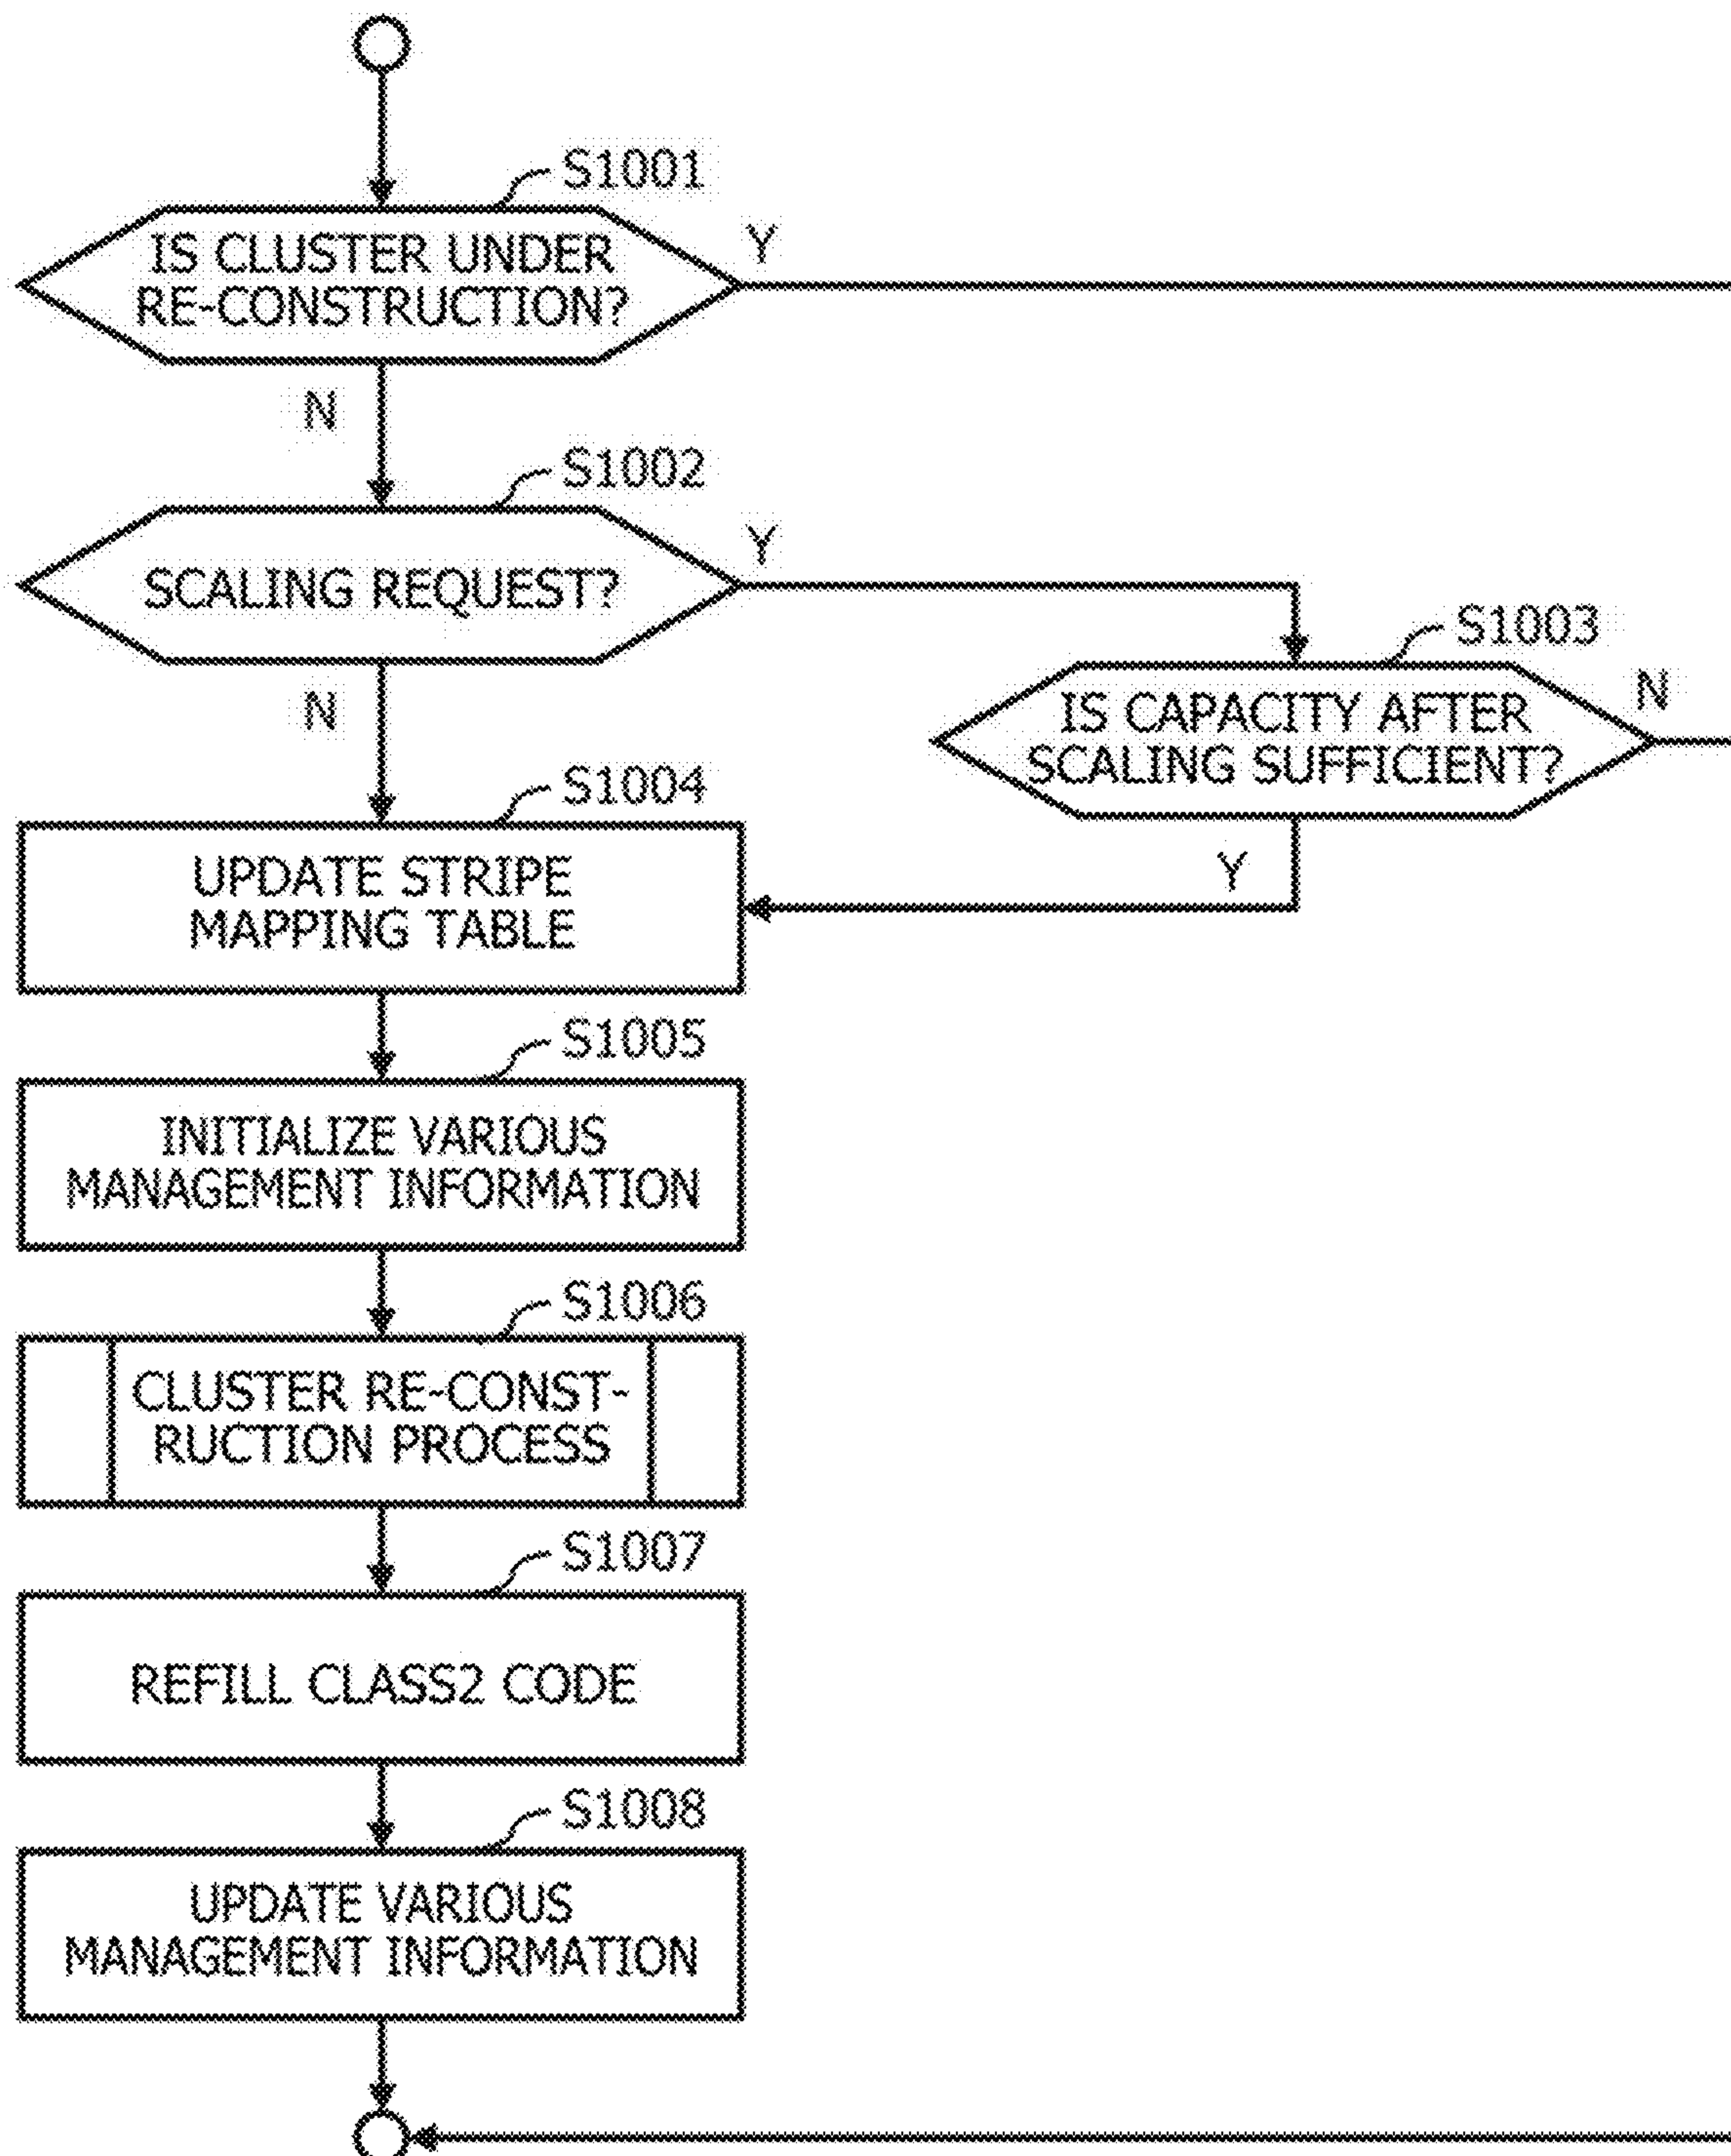 S1001
IS CLUSTER UNDER
RE-CONSTRUCTION?
Y
N
S1002
SCALING REQUEST?
Y
N
S1003
IS CAPACITY AFTER
SCALING SUFFICIENT?
N
Y
S1004
UPDATE STRIPE
MAPPING TABLE
S1005
INITIALIZE VARIOUS
MANAGEMENT INFORMATION
S1006
CLUSTER RE-CONST-
RUCTION PROCESS
S1007
REFILL CLASS2 CODE
S1008
UPDATE VARIOUS
MANAGEMENT INFORMATION